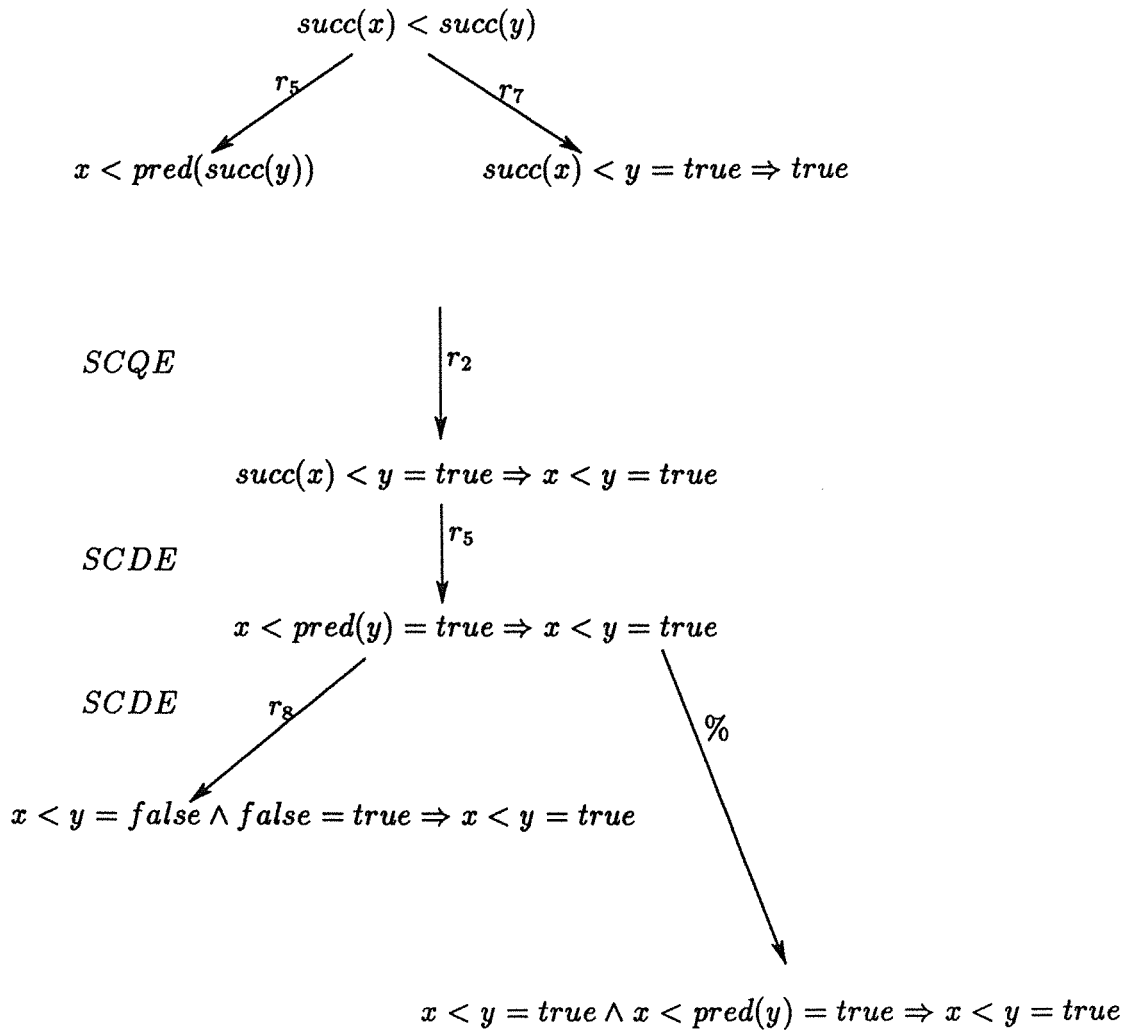 succ(x) < succ(y)
r₅ r₇
x < pred(succ(y)) succ(x) < y = true ⇒ true
SCQE r₂
succ(x) < y = true ⇒ x < y = true
SCDE r₅
x < pred(y) = true ⇒ x < y = true
SCDE r₈ %
x < y = false ∧ false = true ⇒ x < y = true
x < y = true ∧ x < pred(y) = true ⇒ x < y = true